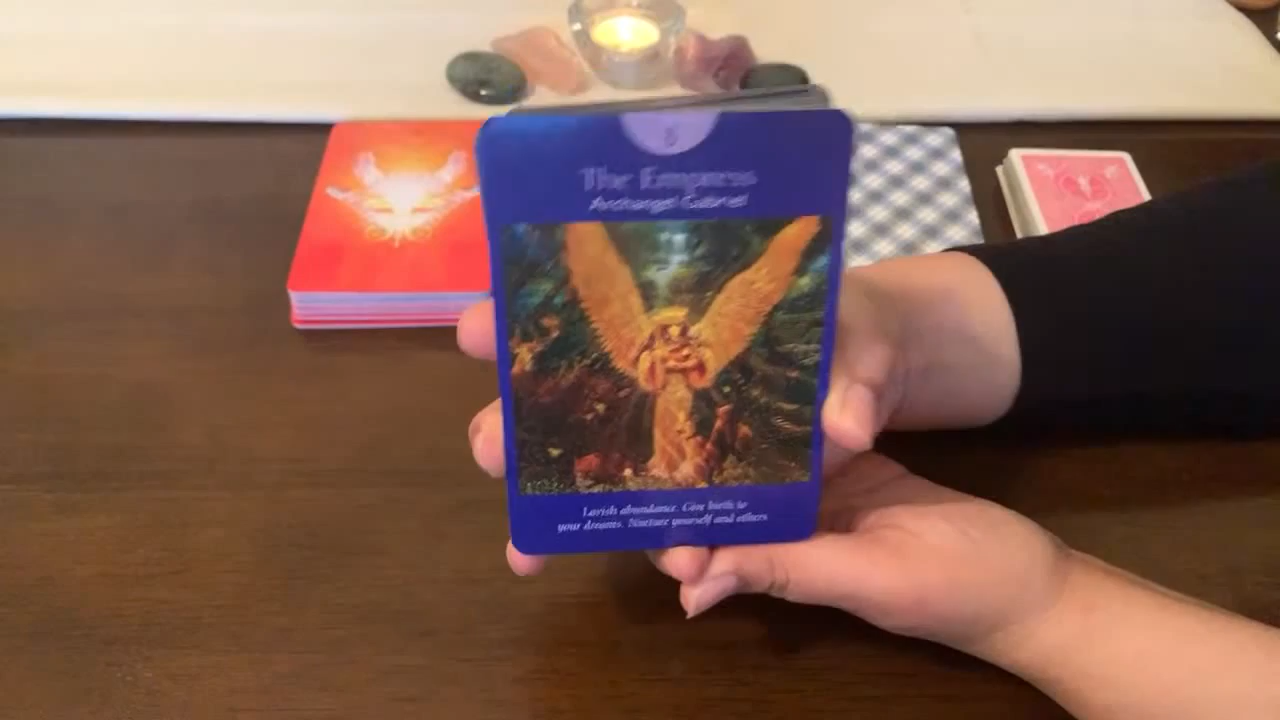 The Empress
Archangel Gabriel
Lavish abundance. Give birth to
your dreams. Nurture yourself and others